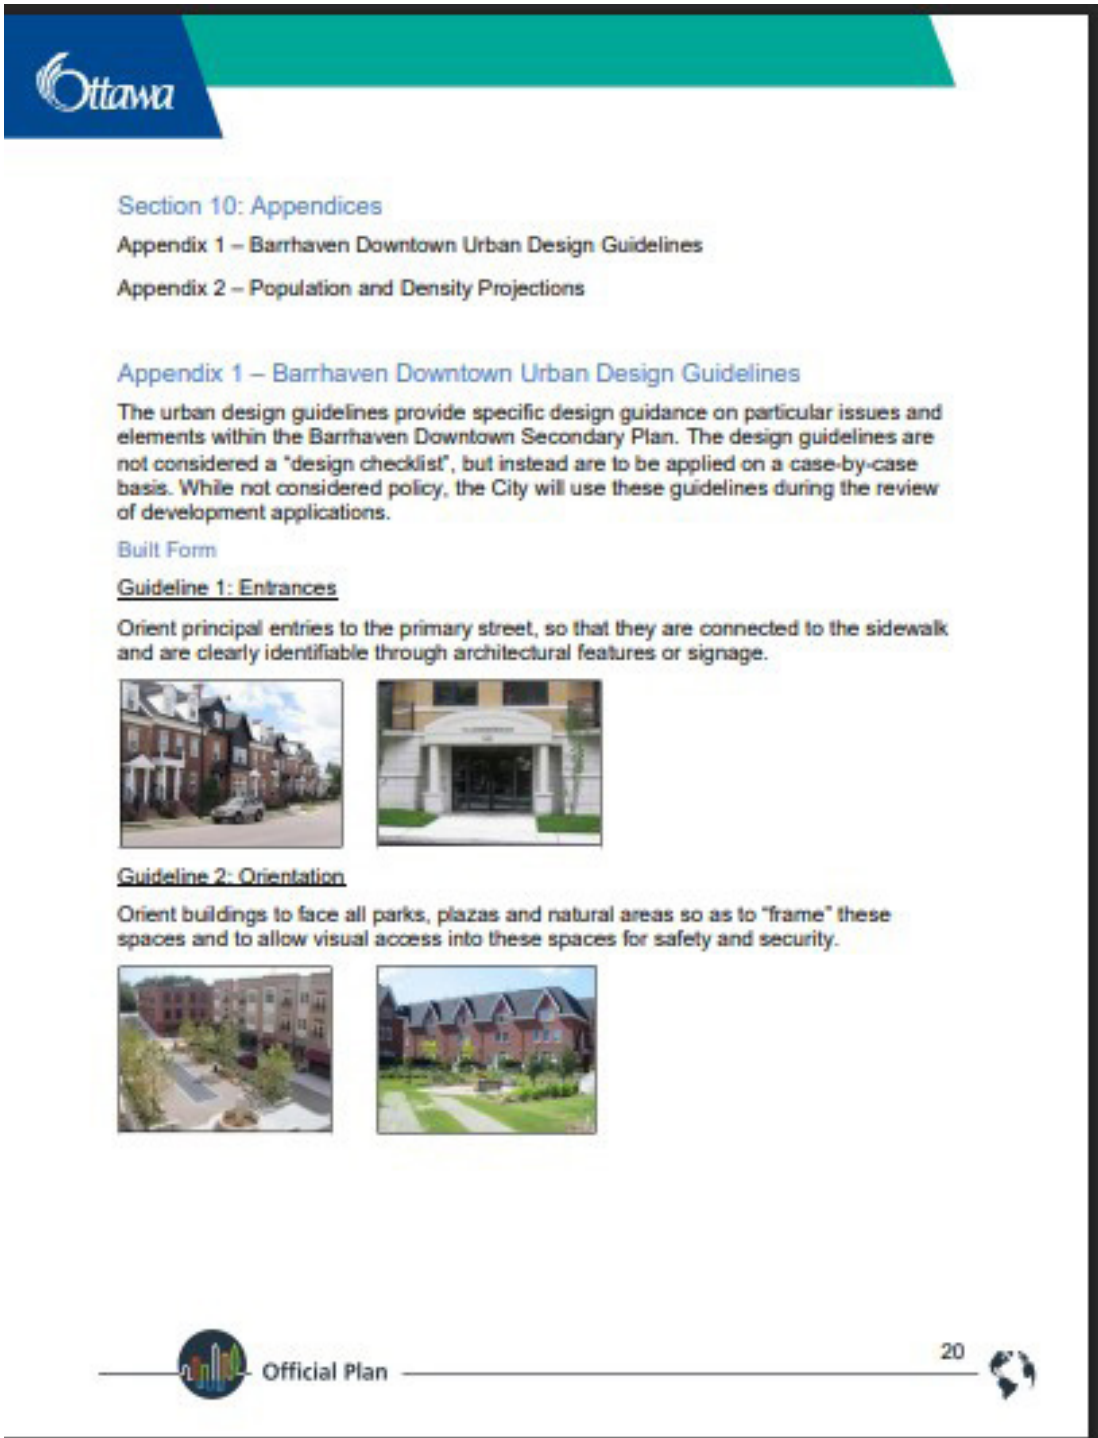 Ottawa
Section 10: Appendices
Appendix 1 – Barrhaven Downtown Urban Design Guidelines
Appendix 2 – Population and Density Projections
Appendix 1 – Barrhaven Downtown Urban Design Guidelines
The urban design guidelines provide specific design guidance on particular issues and
elements within the Barrhaven Downtown Secondary Plan. The design guidelines are
not considered a “design checklist”, but instead are to be applied on a case-by-case
basis. While not considered policy, the City will use these guidelines during the review
of development applications.
Built Form
Guideline 1: Entrances
Orient principal entries to the primary street, so that they are connected to the sidewalk
and are clearly identifiable through architectural features or signage.
Guideline 2: Orientation
Orient buildings to face all parks, plazas and natural areas so as to “frame” these
spaces and to allow visual access into these spaces for safety and security.
Official Plan
20